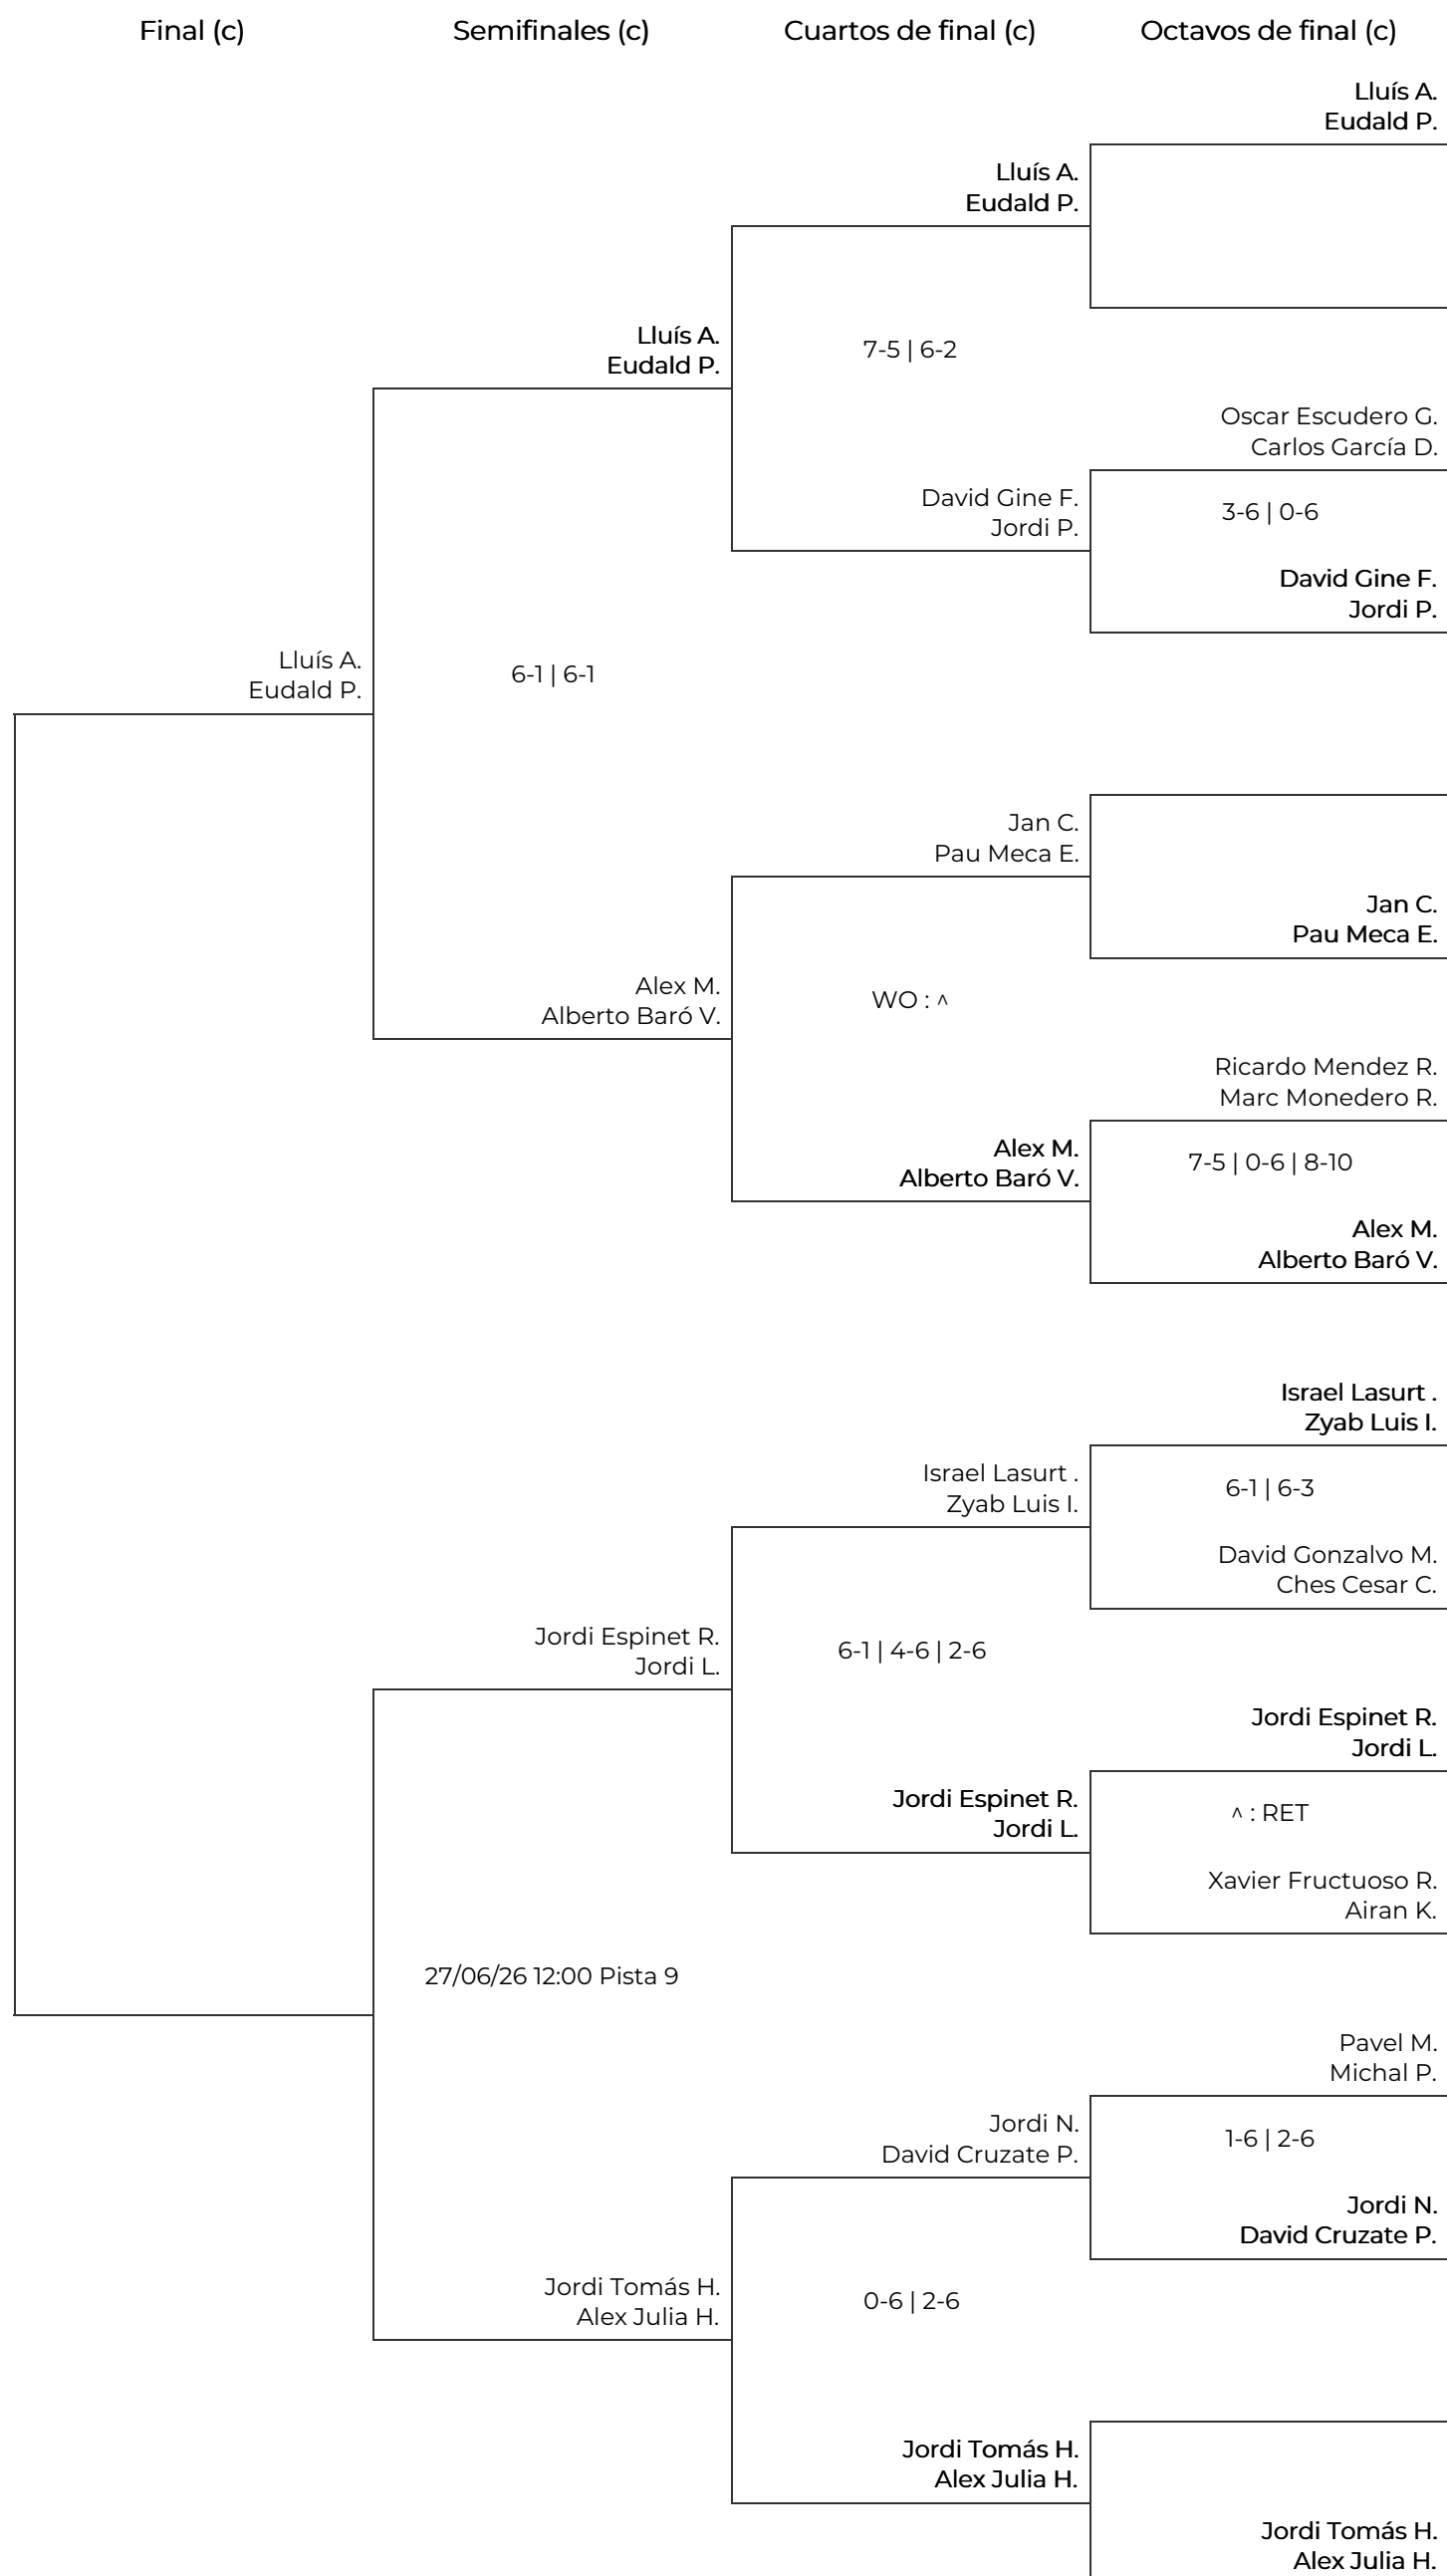 Final (c)
Semifinales (c)
Cuartos de final (c)
Octavos de final (c)
Lluís A.
Eudald P.
Lluís A.
Eudald P.
Lluís A.
Eudald P.
7-5 | 6-2
Oscar Escudero G.
Carlos García D.
David Gine F.
Jordi P.
3-6 | 0-6
David Gine F.
Jordi P.
Lluís A.
Eudald P.
6-1 | 6-1
Jan C.
Pau Meca E.
Jan C.
Pau Meca E.
Alex M.
Alberto Baró V.
WO : ^
Ricardo Mendez R.
Marc Monedero R.
Alex M.
Alberto Baró V.
7-5 | 0-6 | 8-10
Alex M.
Alberto Baró V.
Israel Lasurt .
Zyab Luis I.
Israel Lasurt .
Zyab Luis I.
6-1 | 6-3
David Gonzalvo M.
Ches Cesar C.
Jordi Espinet R.
Jordi L.
6-1 | 4-6 | 2-6
Jordi Espinet R.
Jordi L.
Jordi Espinet R.
Jordi L.
^ : RET
Xavier Fructuoso R.
Airan K.
27/06/26 12:00 Pista 9
Pavel M.
Michal P.
Jordi N.
David Cruzate P.
1-6 | 2-6
Jordi N.
David Cruzate P.
Jordi Tomás H.
Alex Julia H.
0-6 | 2-6
Jordi Tomás H.
Alex Julia H.
Jordi Tomás H.
Alex Julia H.